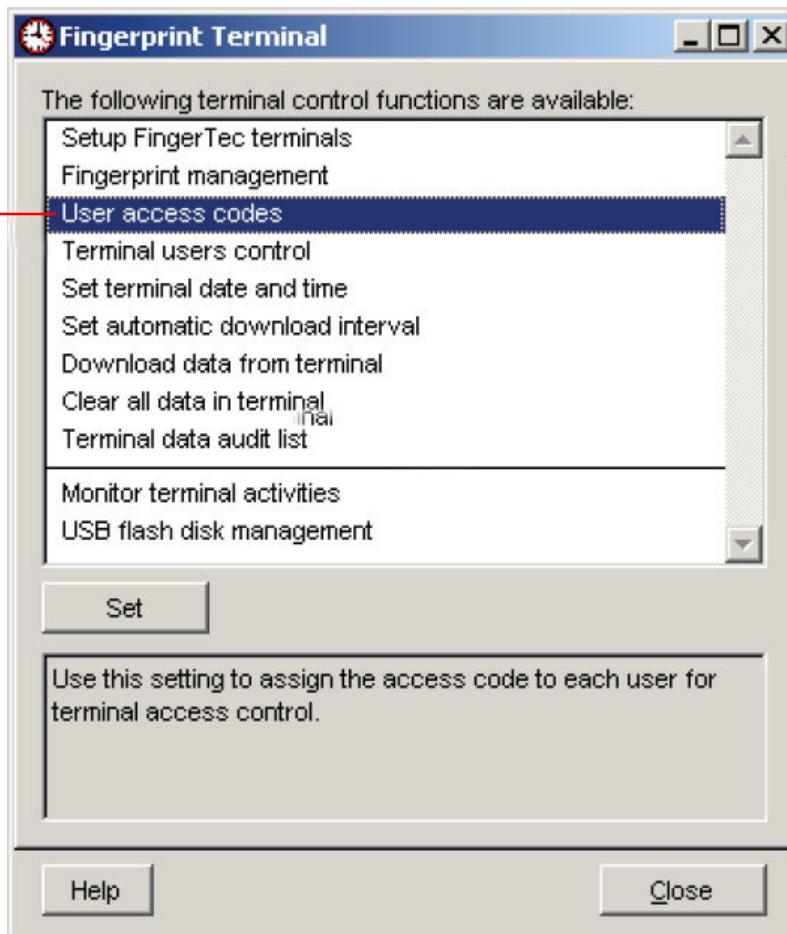 Fingerprint Terminal
The following terminal control functions are available:
Setup FingerTec terminals
Fingerprint management
User access codes
Terminal users control
Set terminal date and time
Set automatic download interval
Download data from terminal
Clear all data in terminal
inal
Terminal data audit list
Monitor terminal activities
USB flash disk management
Set
Use this setting to assign the access code to each user for
terminal access control.
Help
Close